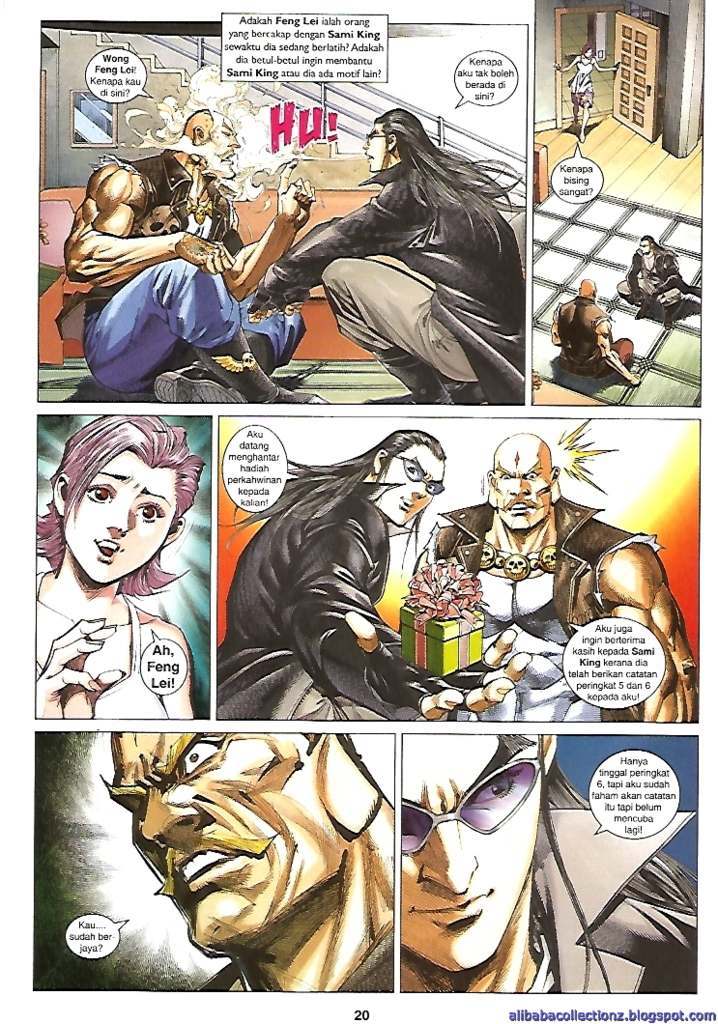 Adakah Feng Lei ialah orang
yang bercakap dengan Sami King
sewaktu dia sedang berlatih? Adakah
dia betul-betul ingin membantu
Sami King atau dia ada motif lain?
Wong
Feng Lei!
Kenapa kau
di sini?
HU!
Kenapa
aku tak boleh
berada di
sini?
Kenapa
bising
sangat?
Ah,
Feng
Lei!
Aku
datang
menghantar
hadiah
perkahwinan
kepada
kalian!
Aku juga
ingin berterima
kasih kepada Sami
King kerana dia
telah berikan catatan
peringkat 5 dan 6
kepada aku!
Kau....
sudah ber-
jaya?
Hanya
tinggal peringkat
6, tapi aku sudah
faham akan catatan
itu tapi belum
mencuba
lagi!
20
alibabacollectionz.blogspot.com